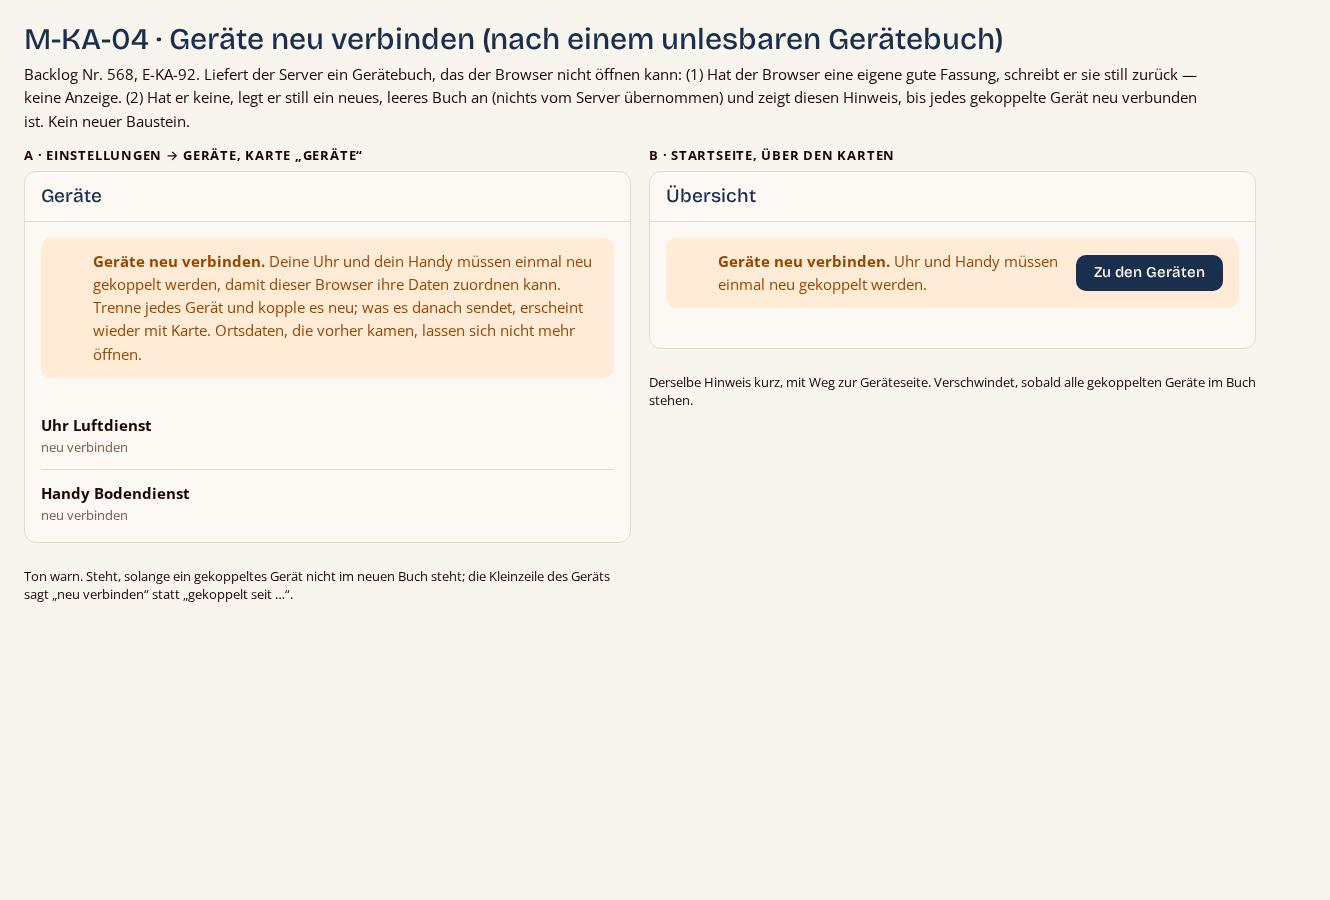 M-KA-04 · Geräte neu verbinden (nach einem unlesbaren Gerätebuch)
Backlog Nr. 568, E-KA-92. Liefert der Server ein Gerätebuch, das der Browser nicht öffnen kann: (1) Hat der Browser eine eigene gute Fassung, schreibt er sie still zurück —
keine Anzeige. (2) Hat er keine, legt er still ein neues, leeres Buch an (nichts vom Server übernommen) und zeigt diesen Hinweis, bis jedes gekoppelte Gerät neu verbunden
ist. Kein neuer Baustein.
A · EINSTELLUNGEN → GERÄTE, KARTE „GERÄTE“
Geräte
Geräte neu verbinden. Deine Uhr und dein Handy müssen einmal neu
gekoppelt werden, damit dieser Browser ihre Daten zuordnen kann.
Trenne jedes Gerät und kopple es neu; was es danach sendet, erscheint
wieder mit Karte. Ortsdaten, die vorher kamen, lassen sich nicht mehr
öffnen.
Uhr Luftdienst
neu verbinden
Handy Bodendienst
neu verbinden
Ton warn. Steht, solange ein gekoppeltes Gerät nicht im neuen Buch steht; die Kleinzeile des Geräts
sagt „neu verbinden“ statt „gekoppelt seit …“.
B · STARTSEITE, ÜBER DEN KARTEN
Übersicht
Geräte neu verbinden. Uhr und Handy müssen
einmal neu gekoppelt werden.
Zu den Geräten
Derselbe Hinweis kurz, mit Weg zur Geräteseite. Verschwindet, sobald alle gekoppelten Geräte im Buch
stehen.